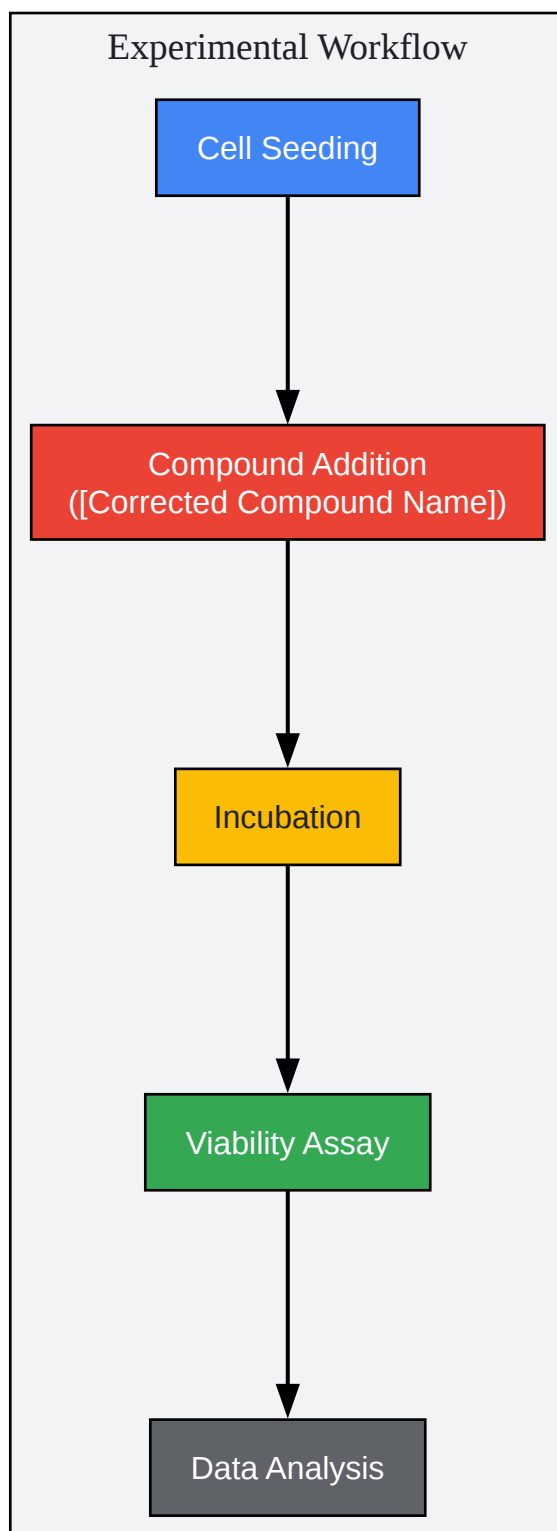 Experimental Workflow
Cell Seeding
Compound Addition
([Corrected Compound Name])
Incubation
Viability Assay
Data Analysis